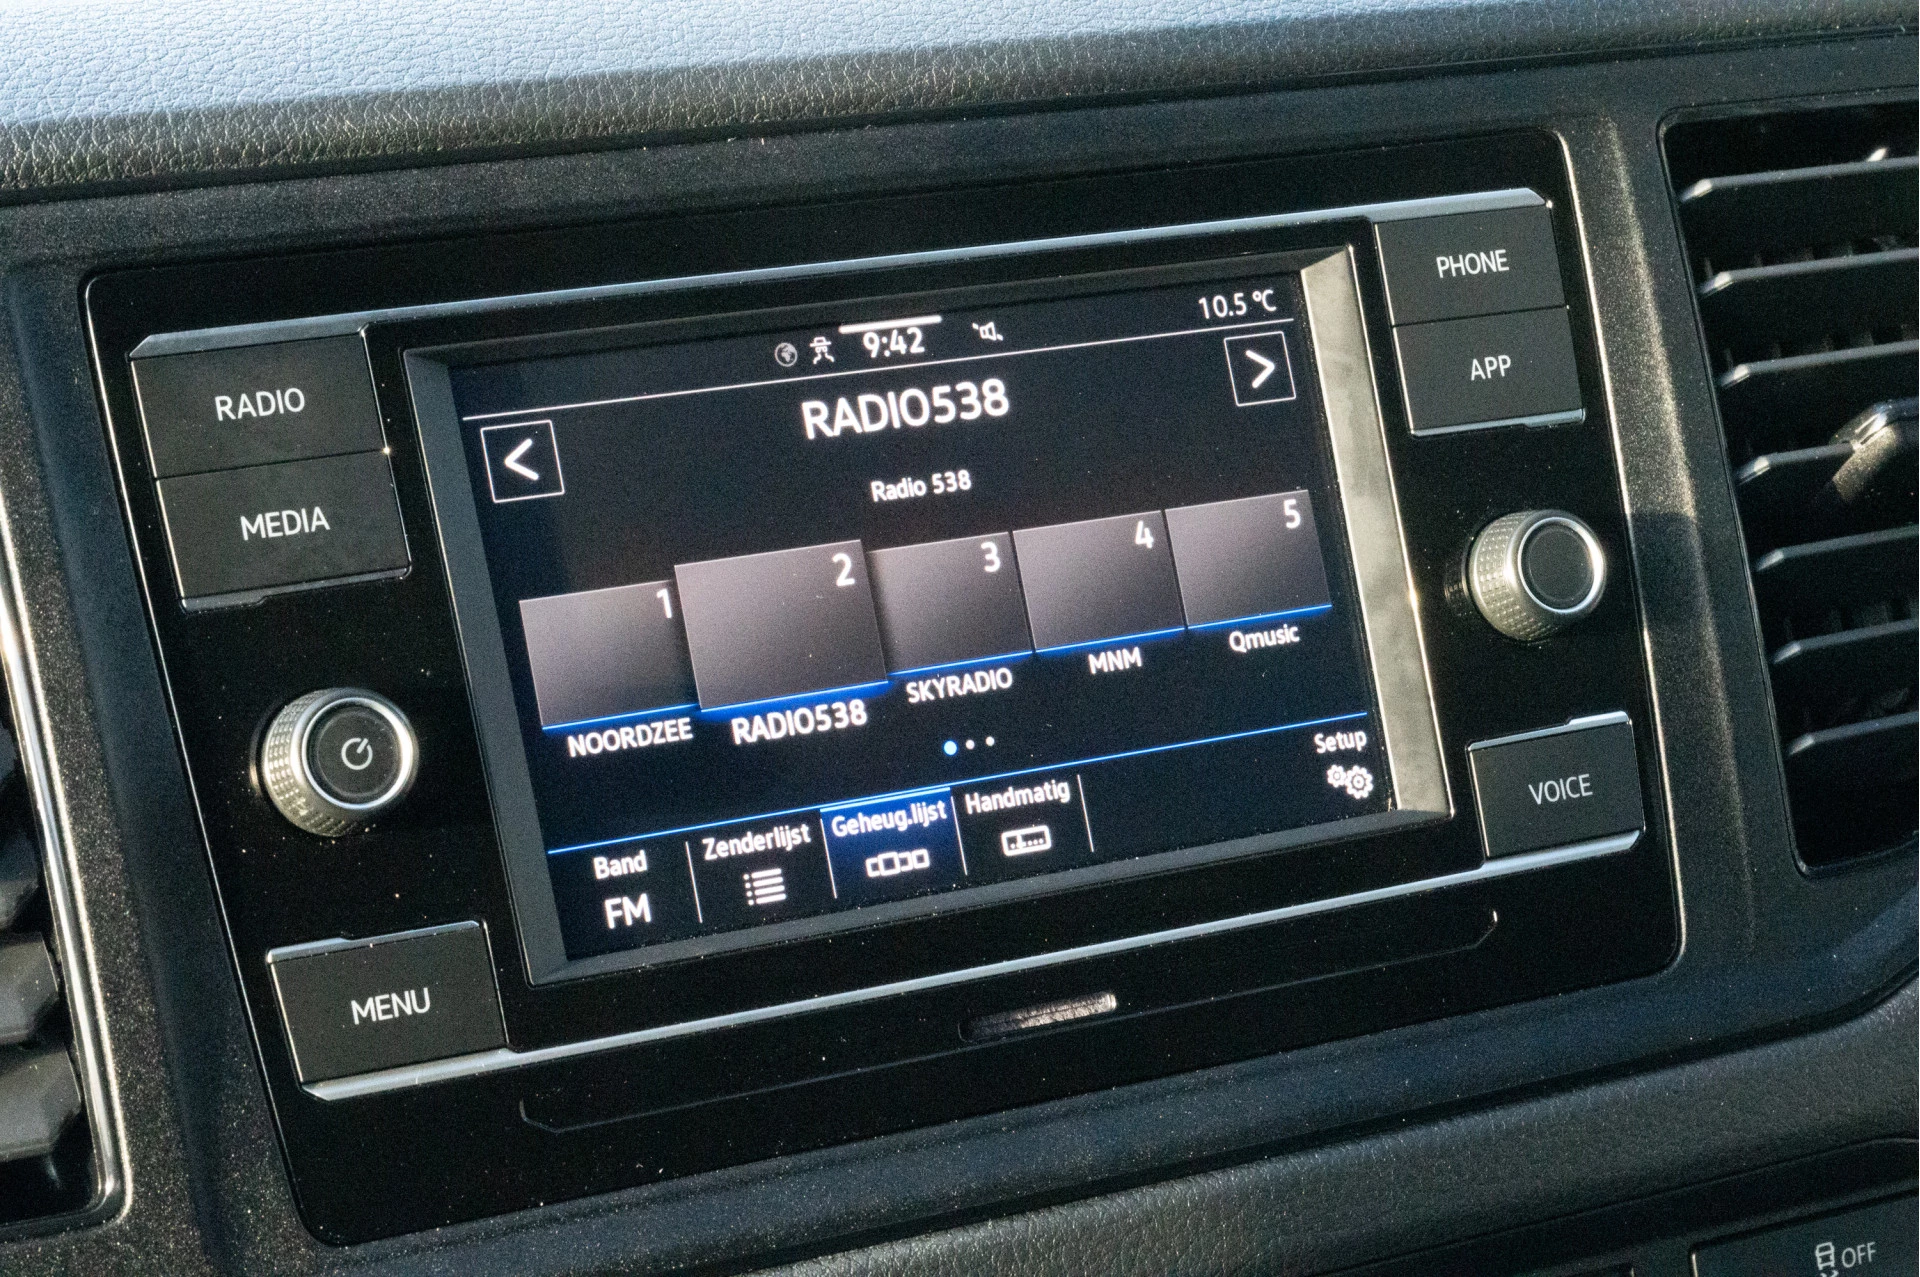 PHONE
APP
RADIO
MEDIA
9:42
10.5 °C
<
RADIO538
>
Radio 538
1
2
3
4
5
NOORDZEE
RADIO538
SKYRADIO
MNM
Qmusic
Band
FM
Zenderlijst
Geheug.lijst
Handmatig
Setup
VOICE
MENU
OFF